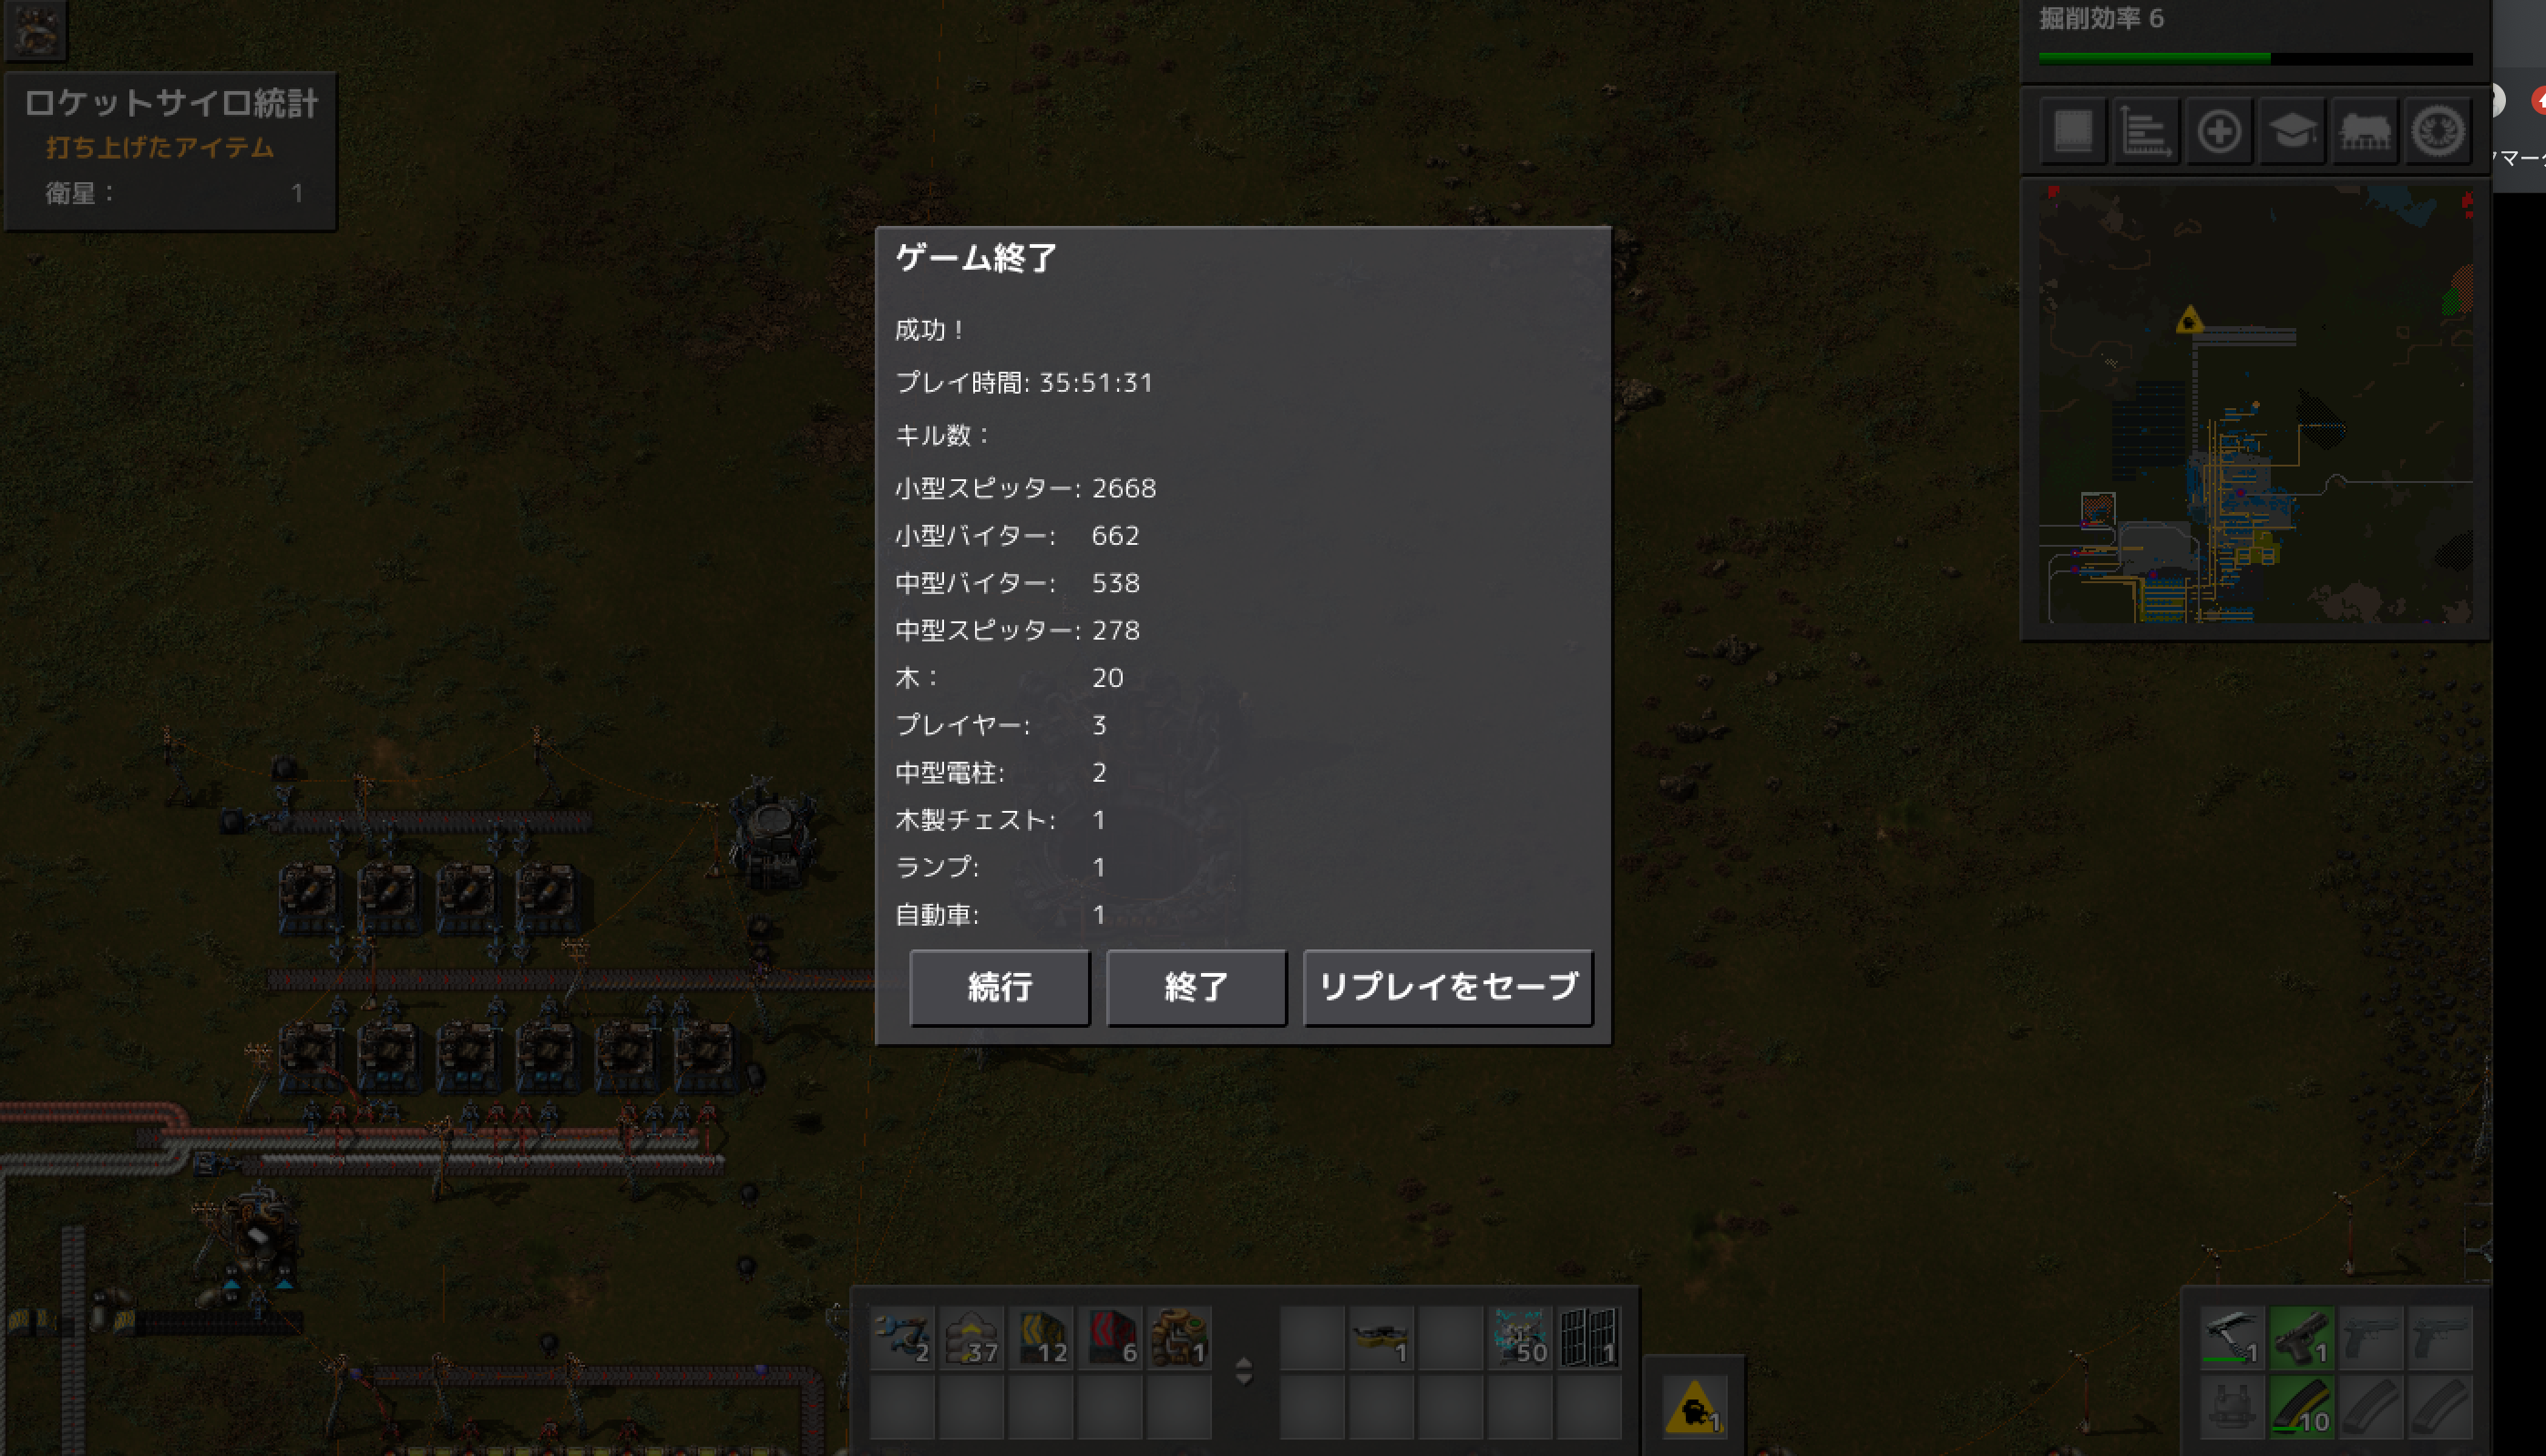 掘削効率 6
ロケットサイロ統計
打ち上げたアイテム
衛星： 1
ゲーム終了
成功！
プレイ時間: 35:51:31
キル数：
小型スピッター: 2668
小型バイター: 662
中型バイター: 538
中型スピッター: 278
木： 20
プレイヤー: 3
中型電柱: 2
木製チェスト: 1
ランプ: 1
自動車: 1
続行 終了 リプレイをセーブ
2 37 12 6 1 1 50 1 1 1
1 10